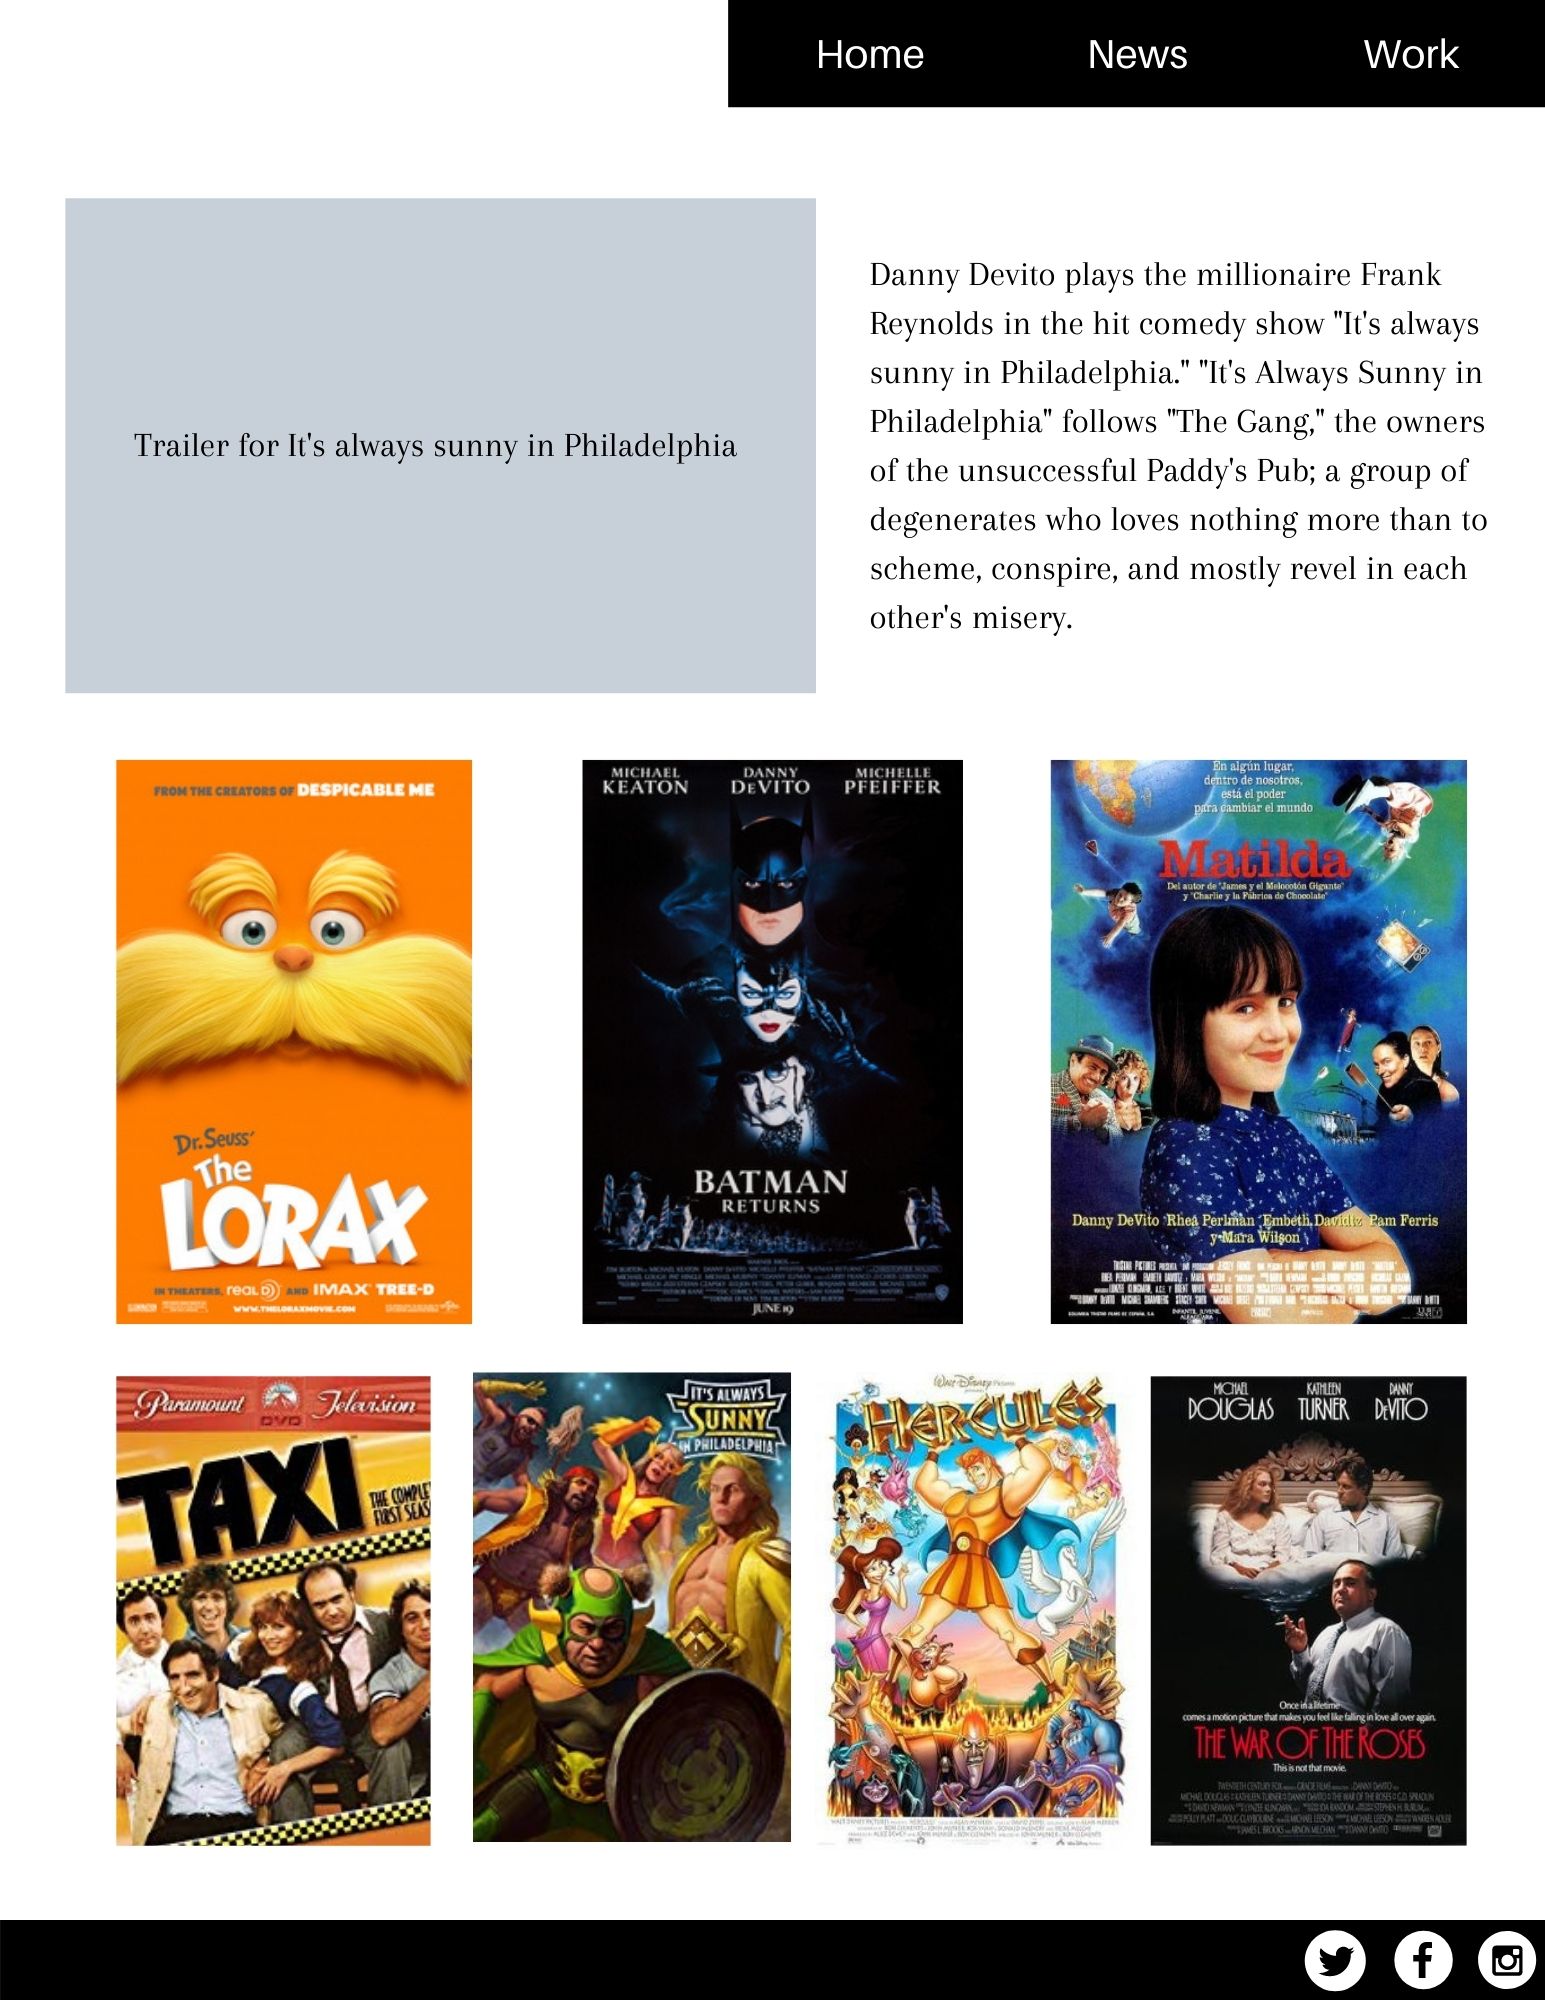 Home News Work
Trailer for It's always sunny in Philadelphia
Danny Devito plays the millionaire Frank
Reynolds in the hit comedy show "It's always
sunny in Philadelphia." "It's Always Sunny in
Philadelphia" follows "The Gang," the owners
of the unsuccessful Paddy's Pub; a group of
degenerates who loves nothing more than to
scheme, conspire, and mostly revel in each
other's misery.
FROM THE CREATORS OF DESPICABLE ME
Dr. Seuss'
The
LORAX
IN THEATERS, REAL D AND IMAX TREE-D
WWW.THELORAXMOVIE.COM
MICHAEL KEATON DANNY DEVITO MICHELLE PFEIFFER
BATMAN
RETURNS
JUNE 19
En algún lugar,
dentro de nosotros,
está el poder
para cambiar el mundo
Matilda
Del autor de "James y el Melocotón Gigante"
y "Charlie y la Fábrica de Chocolate"
Danny DeVito Rhea Perlman Embeth Davidtz Pam Ferris
y Mara Wilson
Paramount Television
DVD
TAXI
THE COMPLE
FIRST SEAS
IT'S ALWAYS
SUNNY
IN PHILADELPHIA
WALT DISNEY PICTURES
HERCULES
MICHAEL DOUGLAS KATHLEEN TURNER DANNY DEVITO
Once in a lifetime
comes a motion picture that makes you feel like falling in love all over again.
THE WAR OF THE ROSES
This is not that movie.